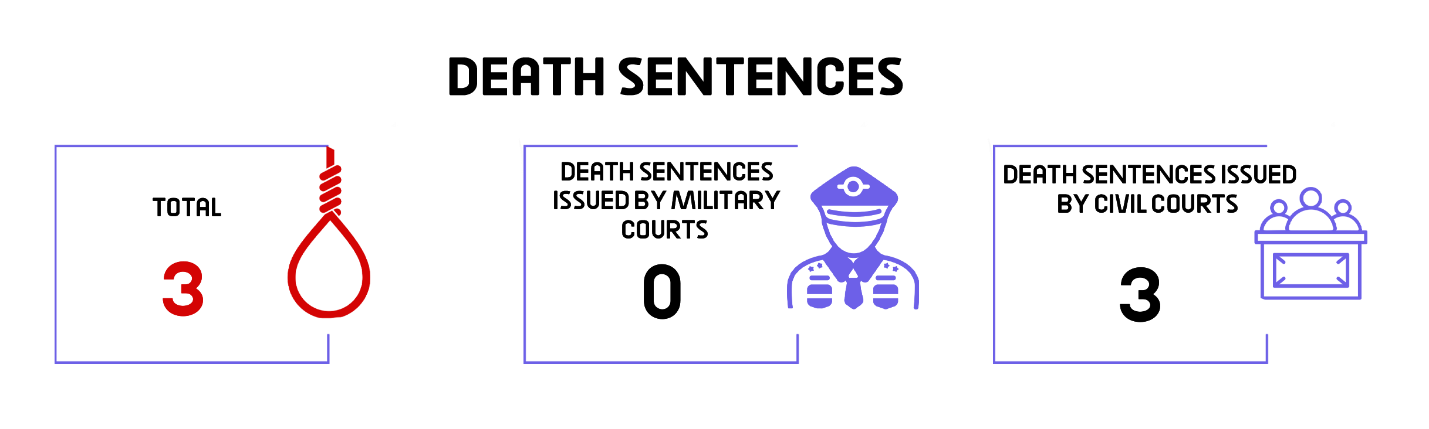 DEATH SENTENCES
TOTAL
3
DEATH SENTENCES
ISSUED BY MILITARY
COURTS
0
DEATH SENTENCES ISSUED
BY CIVIL COURTS
3